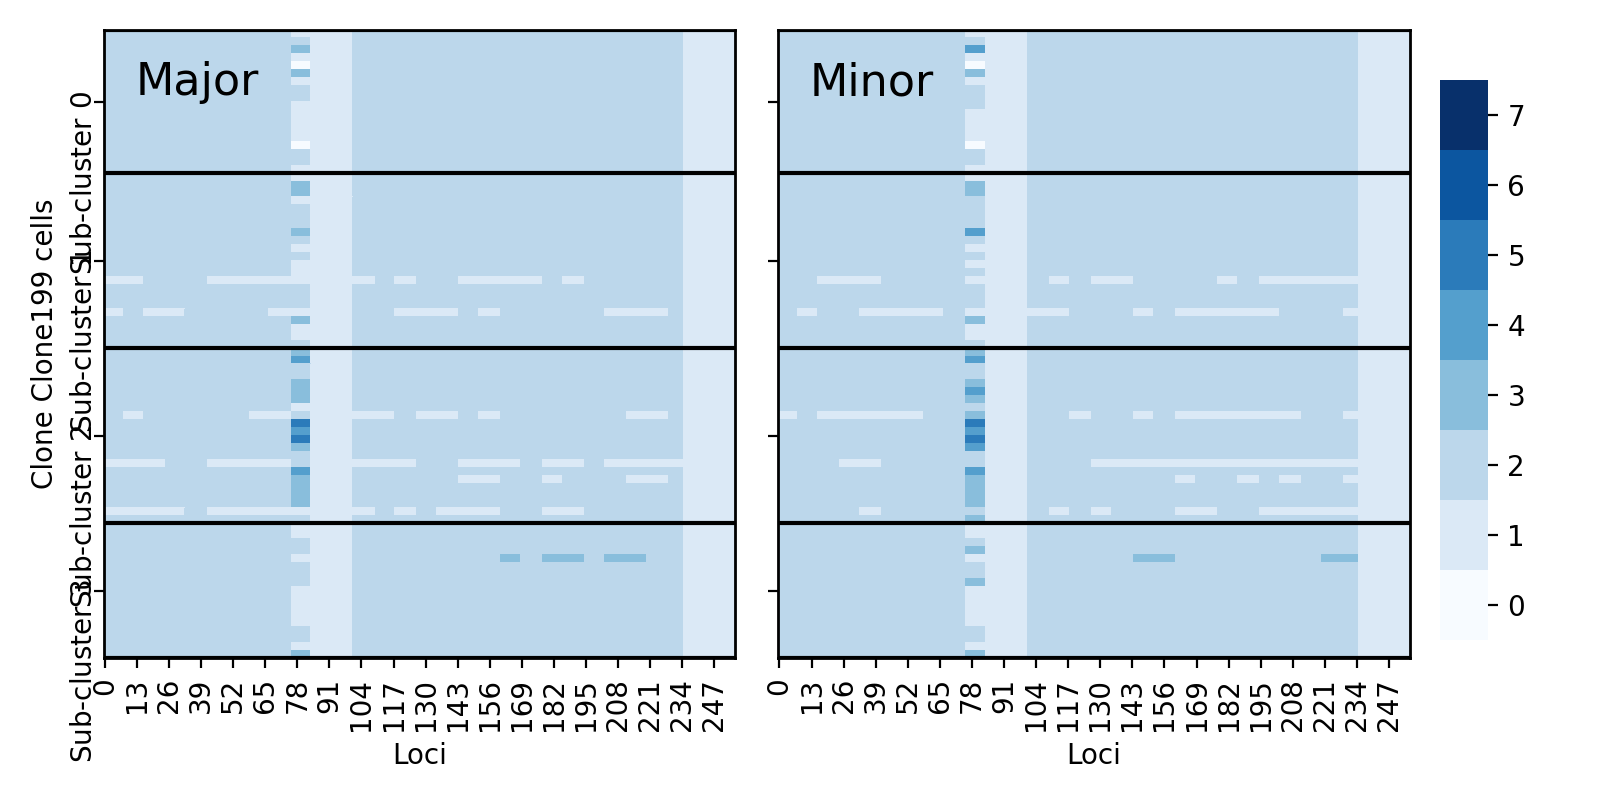 Major
Minor
Clone Clone199 cells
Sub-cluster 0
Sub-cluster 1
Sub-cluster 2
Sub-cluster 3
0 13 26 39 52 65 78 91 104 117 130 143 156 169 182 195 208 221 234 247
0 13 26 39 52 65 78 91 104 117 130 143 156 169 182 195 208 221 234 247
Loci
Loci
7
6
5
4
3
2
1
0